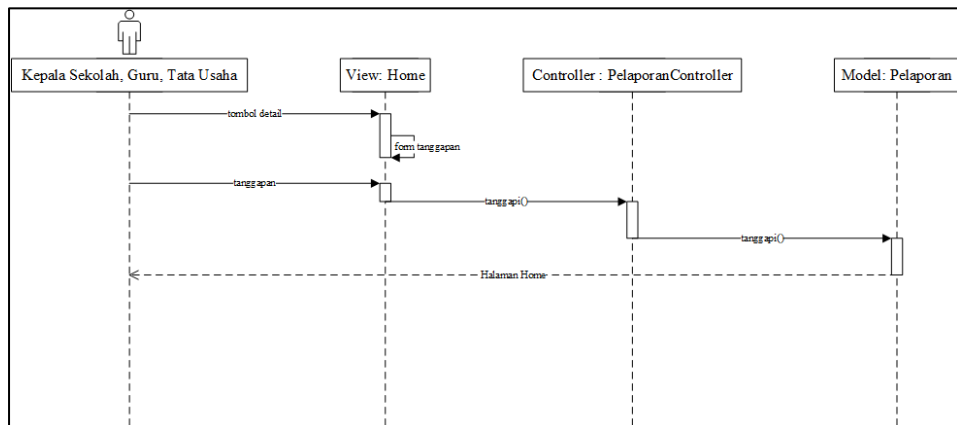 Kepala Sekolah, Guru, Tata Usaha
View: Home
Controller : PelaporanController
Model: Pelaporan
tombol detail
form tanggapan
tanggapan
tanggapi()
tanggapi()
Halaman Home